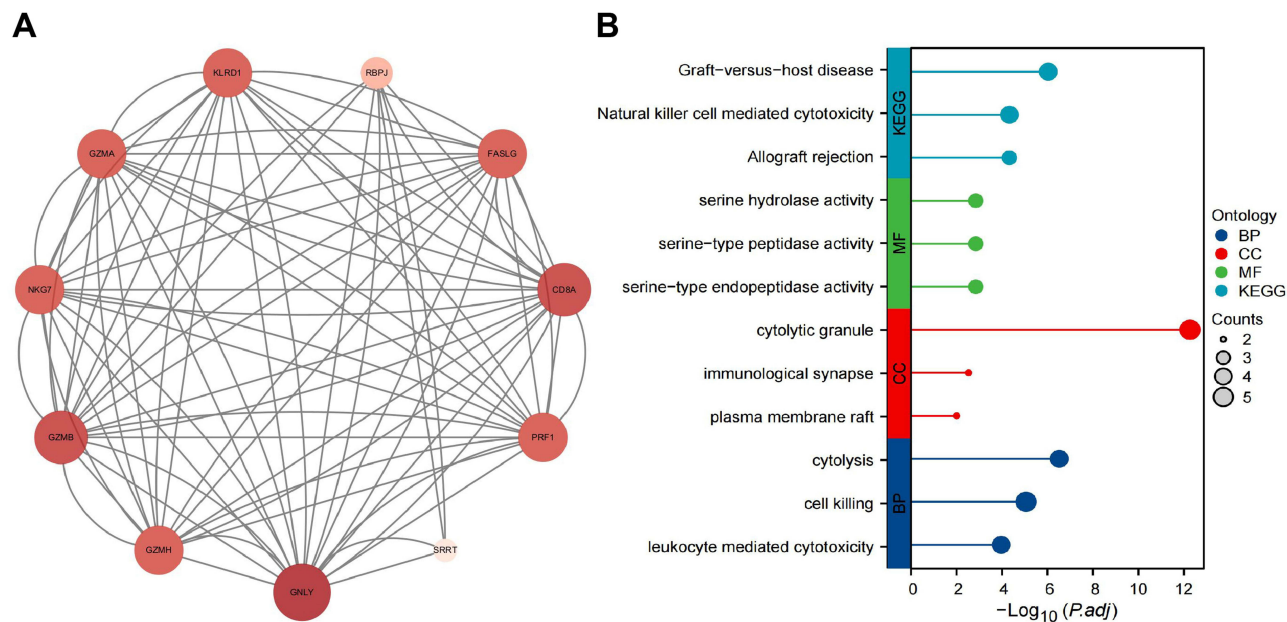 A
KLRD1
RBPJ
GZMA
FASLG
NKG7
CD8A
GZMB
PRF1
GZMH
SRRT
GNLY
B
Graft−versus−host disease
Natural killer cell mediated cytotoxicity
Allograft rejection
serine hydrolase activity
serine−type peptidase activity
serine−type endopeptidase activity
cytolytic granule
immunological synapse
plasma membrane raft
cytolysis
cell killing
leukocyte mediated cytotoxicity
KEGG
MF
CC
BP
0 2 4 6 8 10 12
−Log10 (P.adj)
Ontology
BP
CC
MF
KEGG
Counts
2
3
4
5